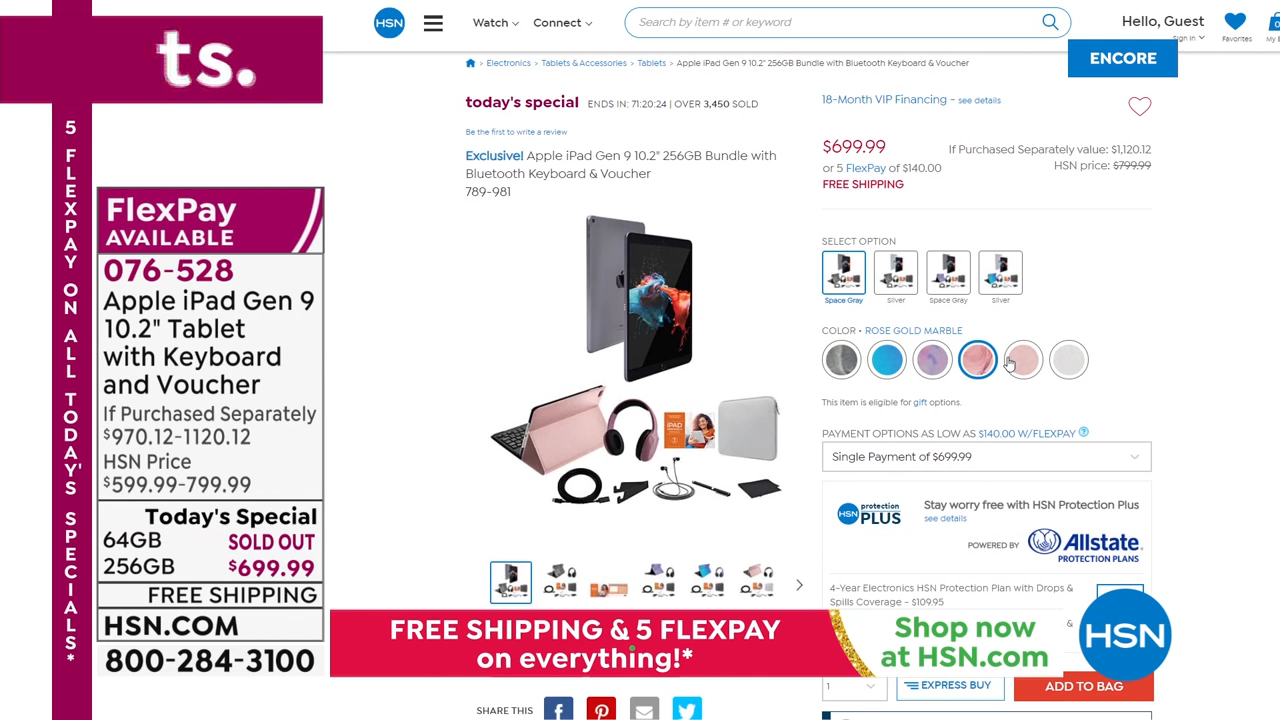 ts.
5 FLEXPAY ON ALL TODAY'S SPECIALS*
FlexPay
AVAILABLE
076-528
Apple iPad Gen 9
10.2" Tablet
with Keyboard
and Voucher
If Purchased Separately
$970.12-1120.12
HSN Price
$599.99-799.99
Today's Special
64GB SOLD OUT
256GB $699.99
FREE SHIPPING
HSN.COM
800-284-3100
HSN
Watch
Connect
Search by item # or keyword
Hello, Guest
Sign In
Favorites
0
ENCORE
> Electronics > Tablets & Accessories > Tablets > Apple iPad Gen 9 10.2" 256GB Bundle with Bluetooth Keyboard & Voucher
today's special ENDS IN: 71:20:24 | OVER 3,450 SOLD
Be the first to write a review
Exclusive! Apple iPad Gen 9 10.2" 256GB Bundle with
Bluetooth Keyboard & Voucher
789-981
18-Month VIP Financing - see details
$699.99
If Purchased Separately value: $1,120.12
or 5 FlexPay of $140.00
HSN price: $799.99
FREE SHIPPING
SELECT OPTION
Space Gray
Silver
Space Gray
Silver
COLOR • ROSE GOLD MARBLE
This item is eligible for gift options.
PAYMENT OPTIONS AS LOW AS $140.00 W/FLEXPAY ?
Single Payment of $699.99
HSN protection PLUS
Stay worry free with HSN Protection Plus
see details
POWERED BY
Allstate
PROTECTION PLANS
4-Year Electronics HSN Protection Plan with Drops &
Spills Coverage - $109.95
&
iPAD
FREE SHIPPING & 5 FLEXPAY
on everything!*
Shop now
at HSN.com
HSN
1
EXPRESS BUY
ADD TO BAG
SHARE THIS